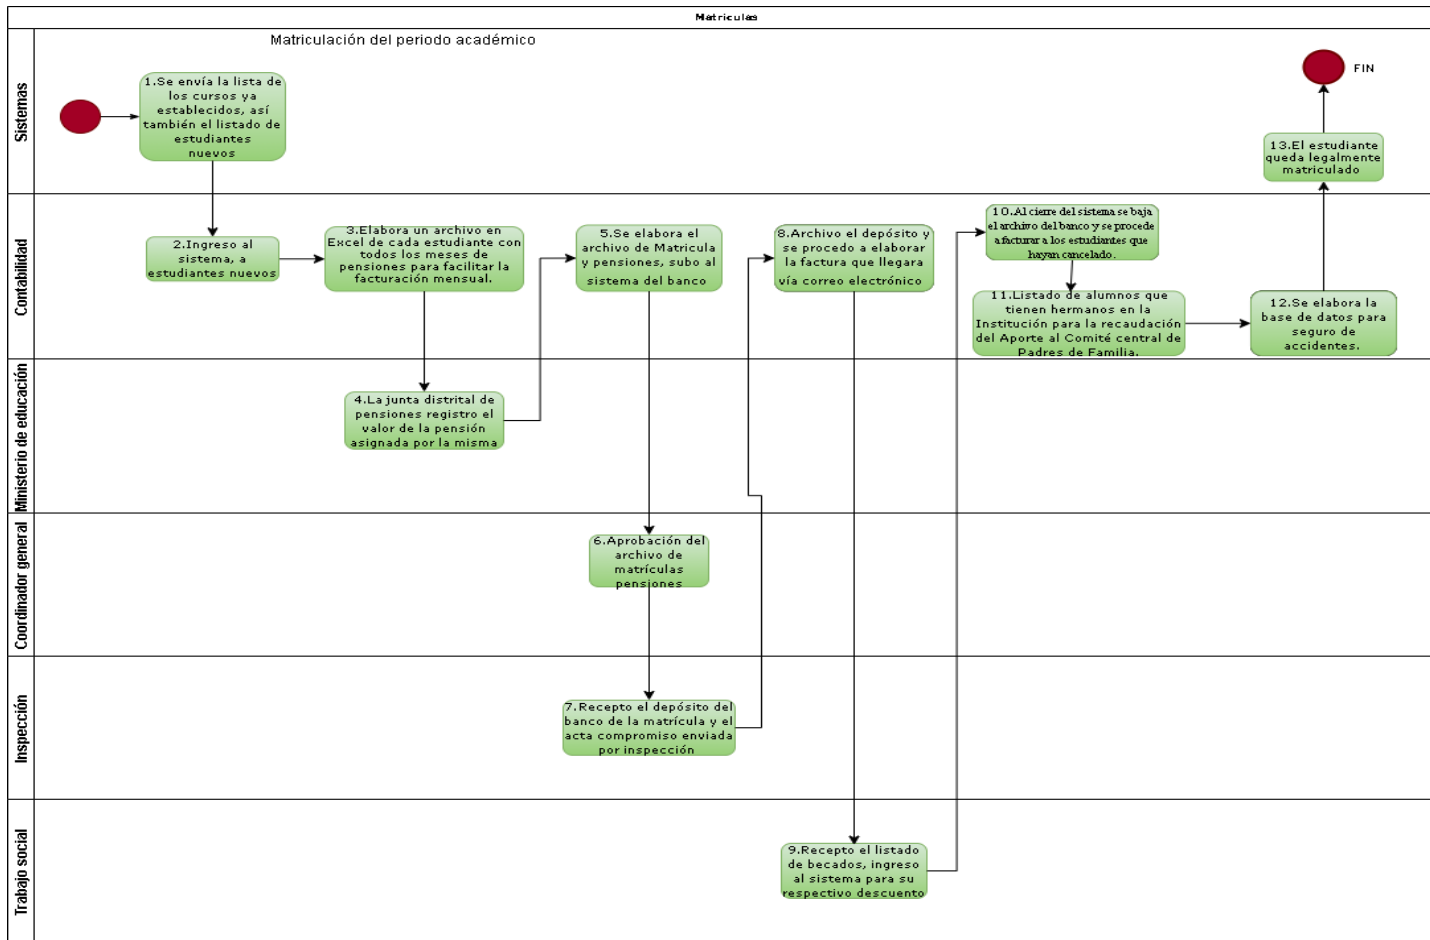 Matriculas
Matriculación del periodo académico
Sistemas
1.Se envía la lista de
los cursos ya
establecidos, así
también el listado de
estudiantes
nuevos
FIN
13.El estudiante
queda legalmente
matriculado
Contabilidad
2.Ingreso al
sistema, a
estudiantes nuevos
3.Elabora un archivo en
Excel de cada estudiante con
todos los meses de
pensiones para facilitar la
facturación mensual.
5.Se elabora el
archivo de Matricula
y pensiones, subo al
sistema del banco
8.Archivo el depósito y
se procedo a elaborar
la factura que llegara
vía correo electrónico
10.Al cierre del sistema se baja
el archivo del banco y se procede
a facturar a los estudiantes que
hayan cancelado.
11.Listado de alumnos que
tienen hermanos en la
Institución para la recaudación
del Aporte al Comité central de
Padres de Familia.
12.Se elabora la
base de datos para
seguro de
accidentes.
Ministerio de educación
4.La junta distrital de
pensiones registro el
valor de la pensión
asignada por la misma
Coordinador general
6.Aprobación del
archivo de
matrículas
pensiones
Inspección
7.Recepto el depósito del
banco de la matrícula y el
acta compromiso enviada
por inspección
Trabajo social
9.Recepto el listado
de becados, ingreso
al sistema para su
respectivo descuento